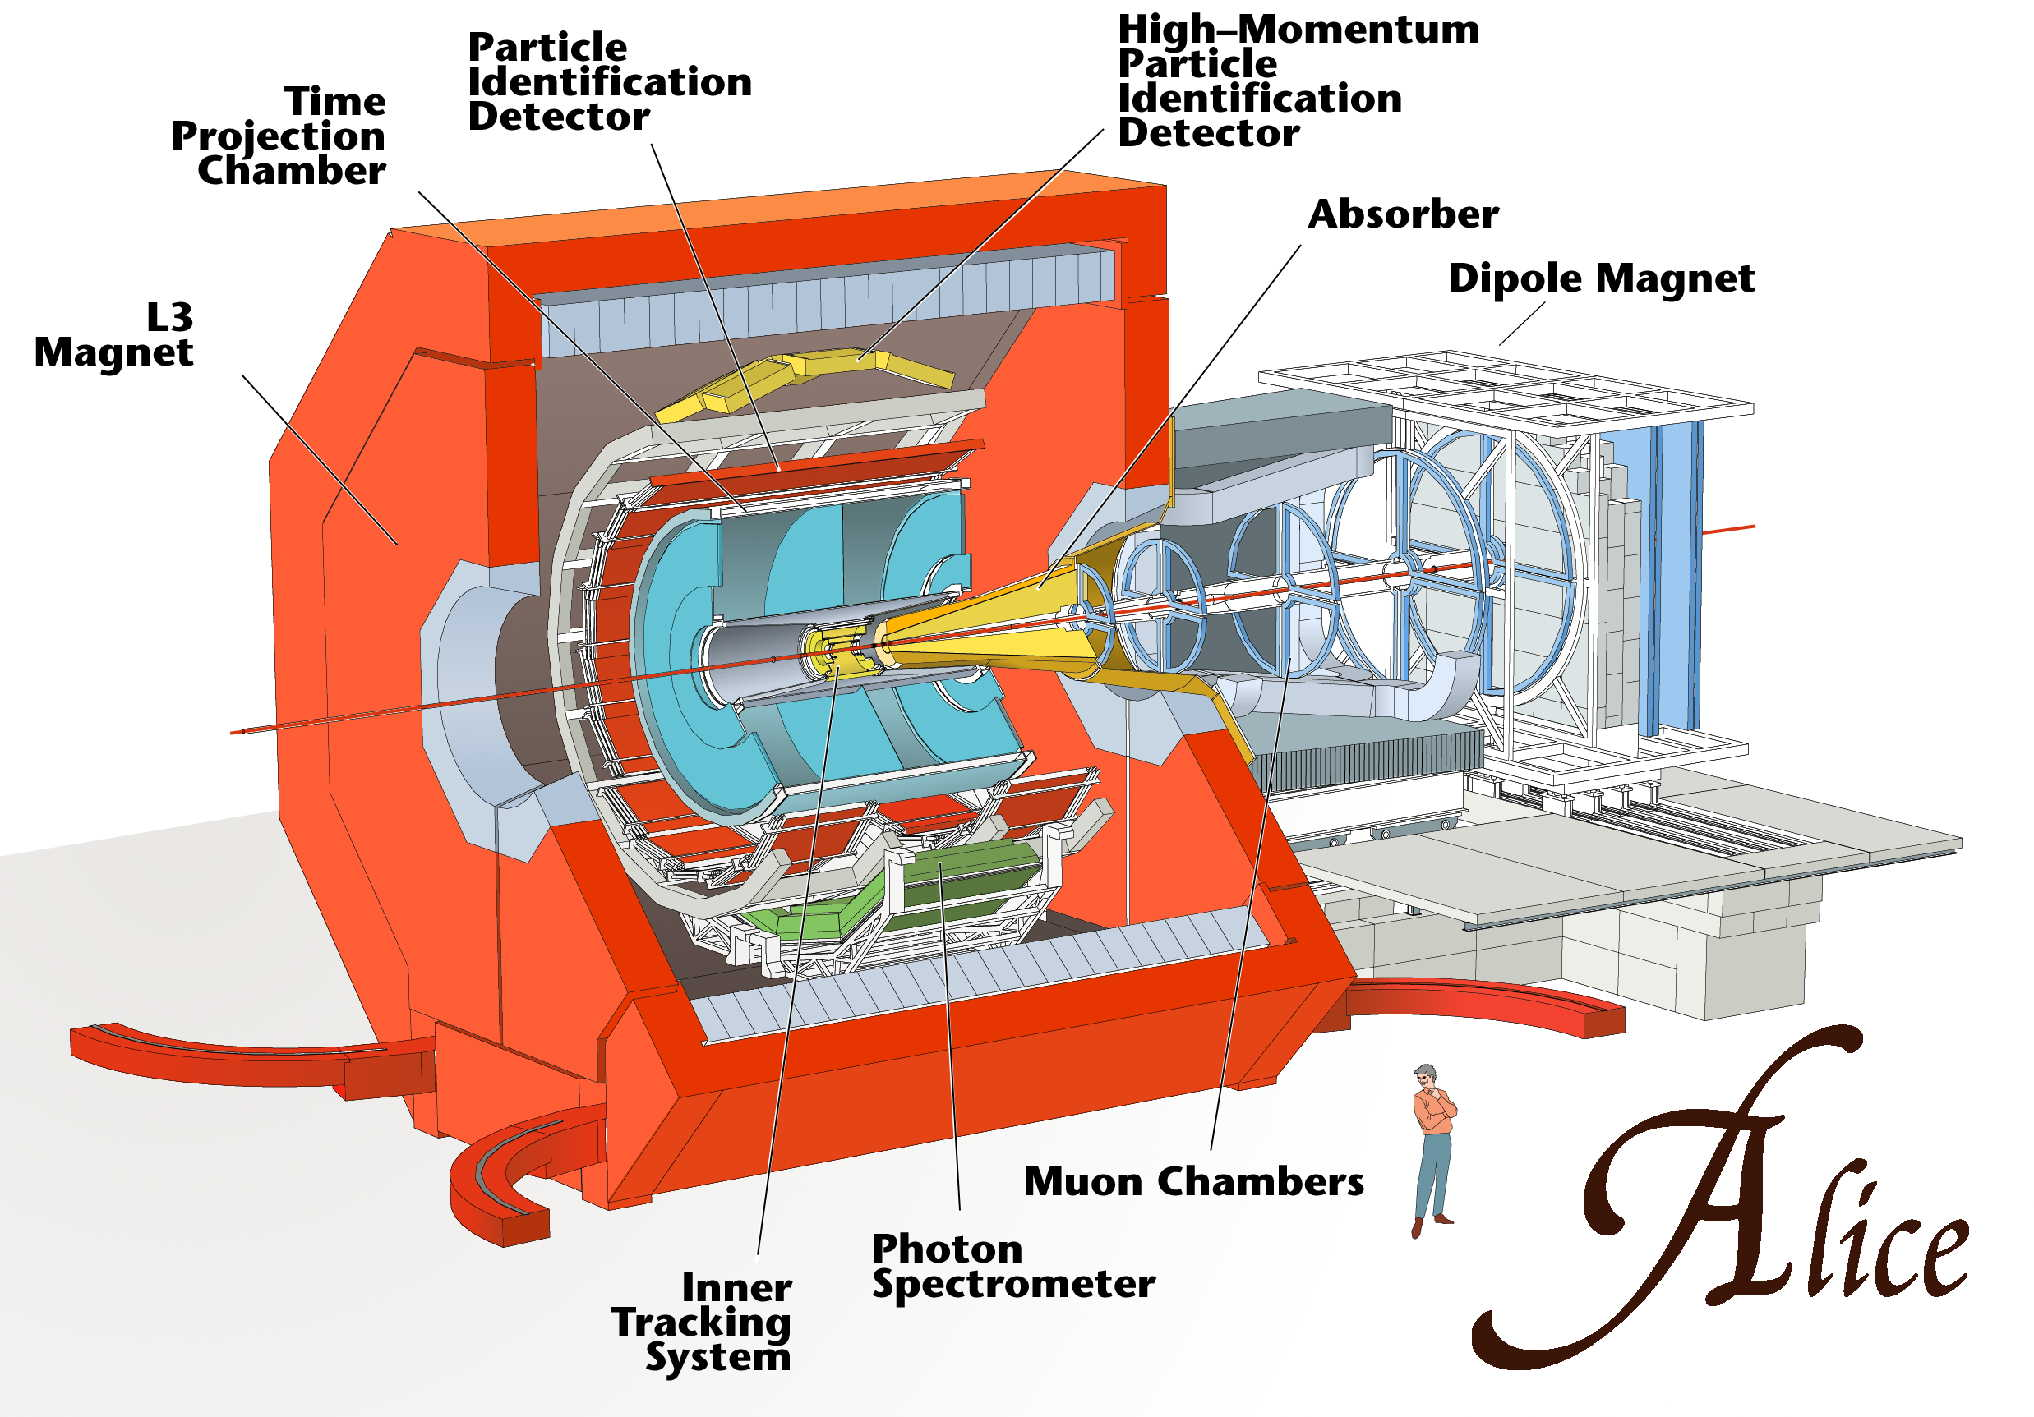 Particle
Identification
Detector
High–Momentum
Particle
Identification
Detector
Time
Projection
Chamber
Absorber
Dipole Magnet
L3
Magnet
Muon Chambers
Photon
Spectrometer
Inner
Tracking
System
Alice